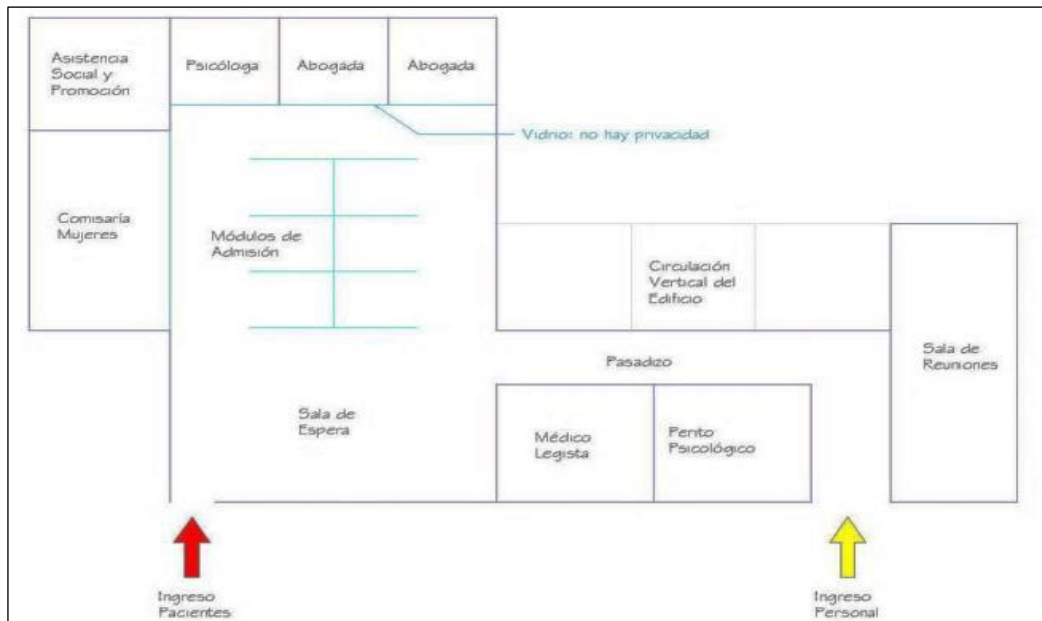 Asistencia
Social y
Promoción
Psicóloga
Abogada
Abogada
Vidrio: no hay privacidad
Comisaría
Mujeres
Módulos de
Admisión
Circulación
Vertical del
Edificio
Sala de
Reuniones
Pasadizo
Sala de
Espera
Médico
Legista
Perito
Psicológico
Ingreso
Pacientes
Ingreso
Personal